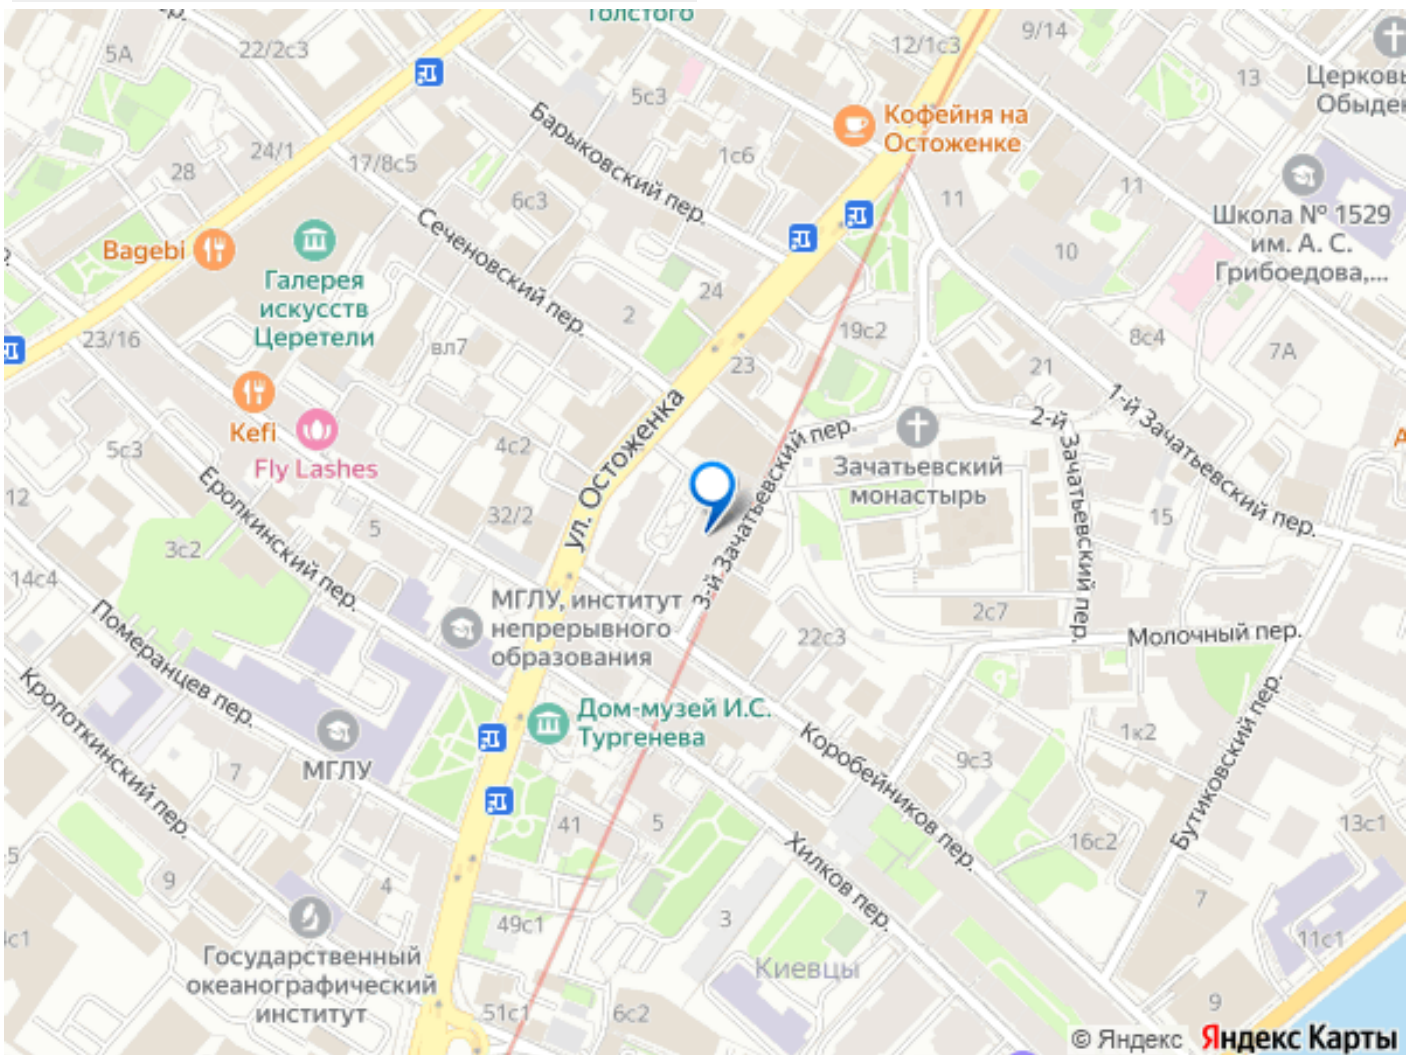 Толстого
пер.
5А
22/2с3
12/1с3
9/14
13
Церковь
Обыден
5с3
Барыковский пер.
Кофейня на
Остоженке
24/1
28
17/8с5
1с6
6с3
11
11
Школа № 1529
им. А. С.
Грибоедова,...
Bagebi
Галерея
искусств
Церетели
Сеченовский пер.
10
24
2
19с2
8с4
7А
23/16
вл7
23
21
Kefi
Fly Lashes
4с2
5с3
ул. Остоженка
3-й Зачатьевский пер.
Зачатьевский
монастырь
2-й Зачатьевский пер.
1-й Зачатьевский пер.
12
Еропкинский пер.
5
32/2
15
3с2
14с4
МГЛУ, институт
непрерывного
образования
2с7
22с3
Молочный пер.
Померанцев пер.
Кропоткинский пер.
Дом-музей И.С.
Тургенева
МГЛУ
7
Коробейников пер.
9с3
1к2
Бутиковский пер.
41
5
16с2
13с1
Хилков пер.
9
4
7
49с1
3
11с1
Государственный
океанографический
институт
Киевцы
51с1
6с2
9
© Яндекс Яндекс Карты